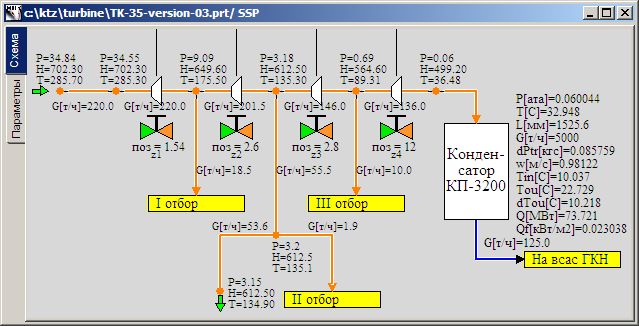 c:\ktz\turbine\TK-35-version-03.prt/ SSP
Схема
Параметры
P=34.84
H=702.30
T=285.70
P=34.55
H=702.30
T=285.30
P=9.09
H=649.60
T=175.50
P=3.18
H=612.50
T=135.30
P=0.69
H=564.60
T=89.31
P=0.06
H=499.20
T=36.48
G[т/ч]=220.0
G[т/ч]=220.0
G[т/ч]=201.5
G[т/ч]=146.0
G[т/ч]=136.0
поз = 1.54
z1
поз = 2.6
z2
поз = 2.8
z3
поз = 12
z4
G[т/ч]=18.5
G[т/ч]=55.5
G[т/ч]=10.0
I отбор
III отбор
G[т/ч]=53.6
G[т/ч]=1.9
P=3.2
H=612.5
T=135.1
P=3.15
H=612.50
T=134.90
II отбор
Конден-
сатор
КП-3200
P[ата]=0.060044
T[C]=32.948
L[мм]=1525.6
G[т/ч]=5000
dPtr[кгс]=0.085759
w[м/с]=0.98122
Tin[C]=10.037
Tou[C]=22.729
dTou[C]=10.218
Q[МВт]=73.721
Qf[кВт/м2]=0.023038
G[т/ч]=125.0
На всас ГКН